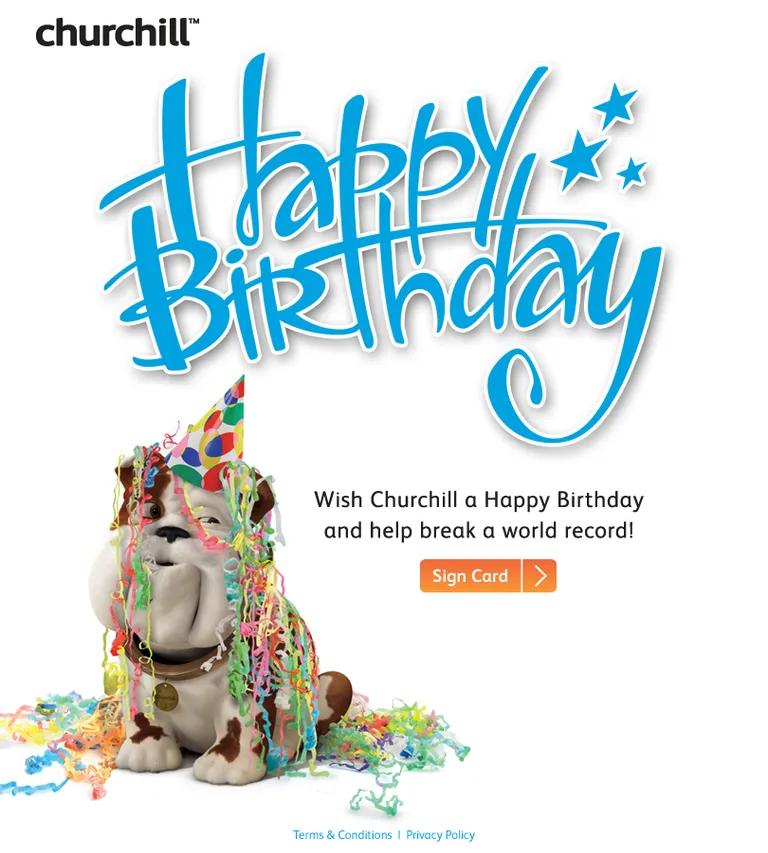 churchill™
Happy
Birthday
Wish Churchill a Happy Birthday
and help break a world record!
Sign Card
Terms & Conditions | Privacy Policy